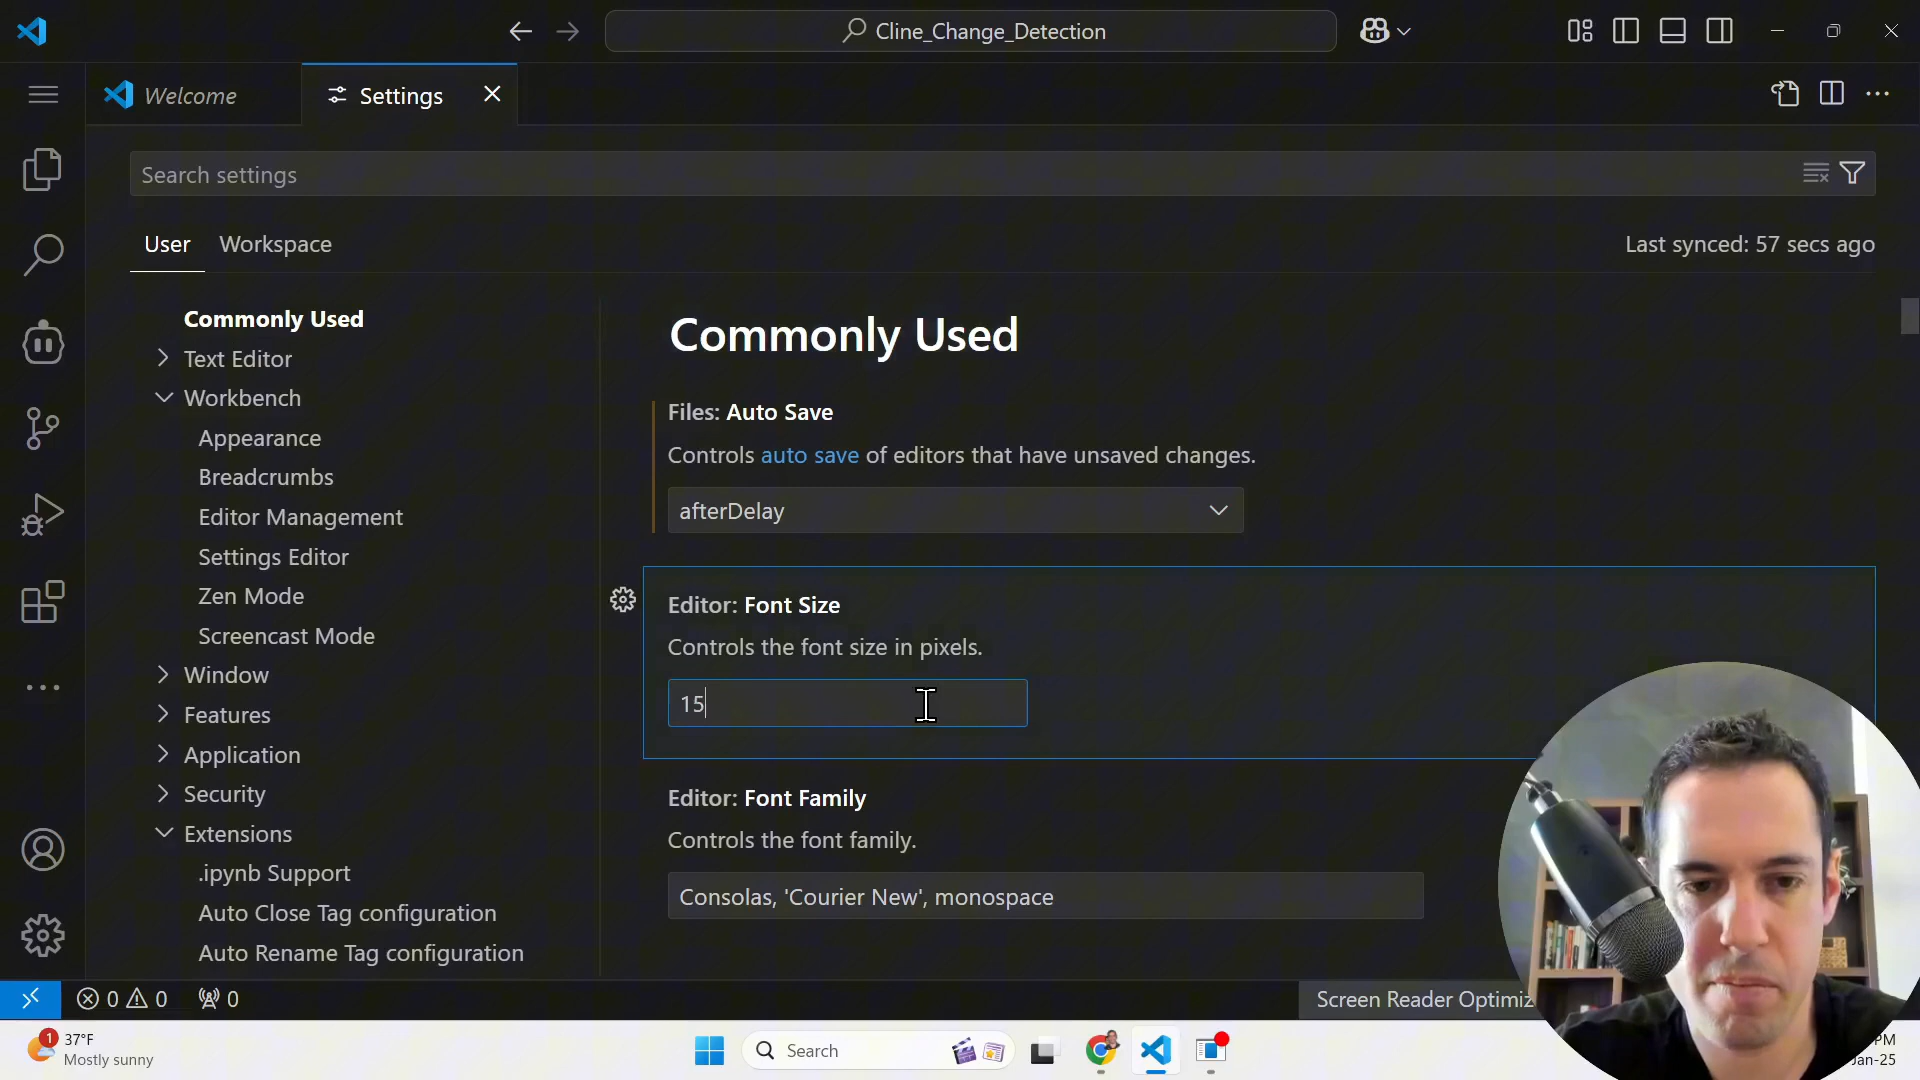 Cline_Change_Detection
Welcome
Settings
Search settings
User
Workspace
Last synced: 57 secs ago
Commonly Used
Text Editor
Workbench
Appearance
Breadcrumbs
Editor Management
Settings Editor
Zen Mode
Screencast Mode
Window
Features
Application
Security
Extensions
.ipynb Support
Auto Close Tag configuration
Auto Rename Tag configuration
Commonly Used
Files: Auto Save
Controls auto save of editors that have unsaved changes.
afterDelay
Editor: Font Size
Controls the font size in pixels.
15
Editor: Font Family
Controls the font family.
Consolas, 'Courier New', monospace
0 0 0
Screen Reader Optimiz
1
37°F
Mostly sunny
Search
PM
an-25